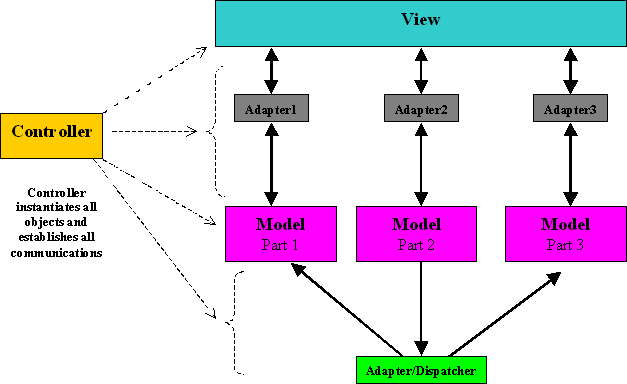 View
Adapter1
Adapter2
Adapter3
Controller
Controller
instantiates all
objects and
establishes all
communications
Model
Part 1
Model
Part 2
Model
Part 3
Adapter/Dispatcher